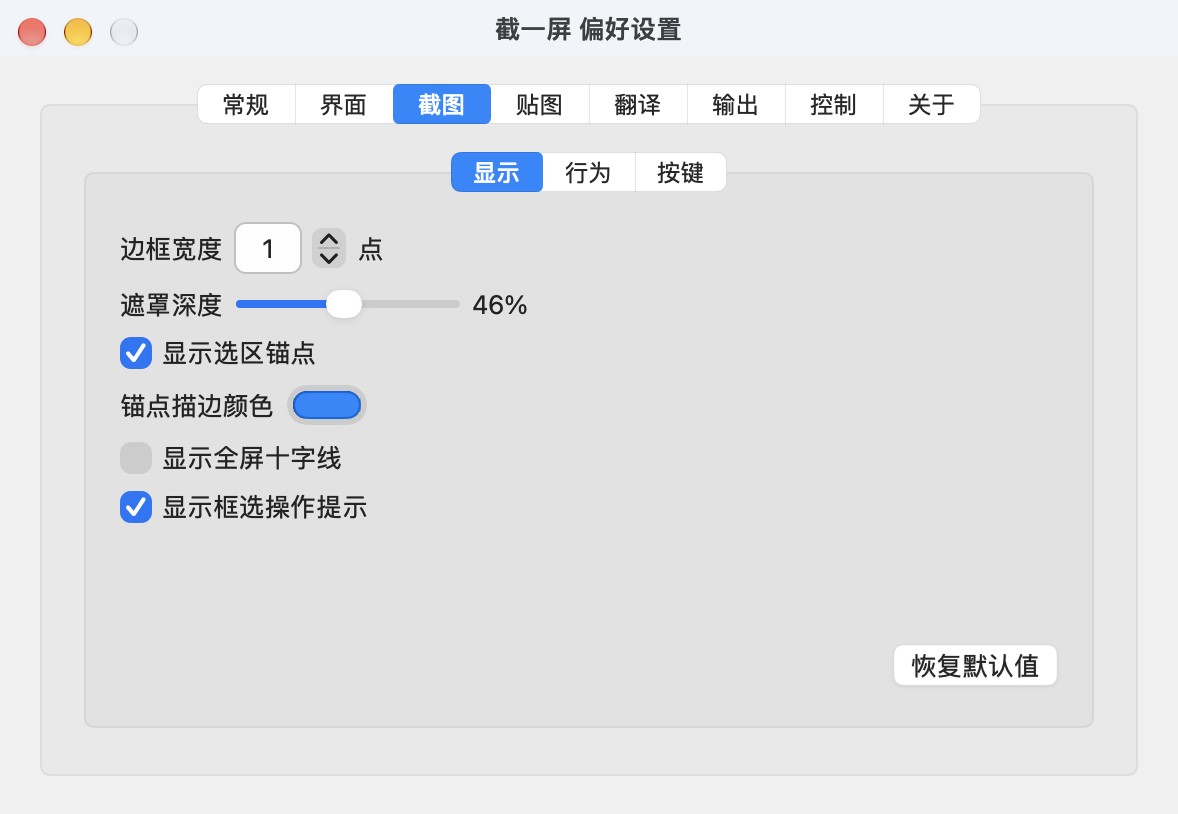 截一屏 偏好设置
常规 界面 截图 贴图 翻译 输出 控制 关于
显示 行为 按键
边框宽度 1 点
遮罩深度 46%
显示选区锚点
锚点描边颜色
显示全屏十字线
显示框选操作提示
恢复默认值